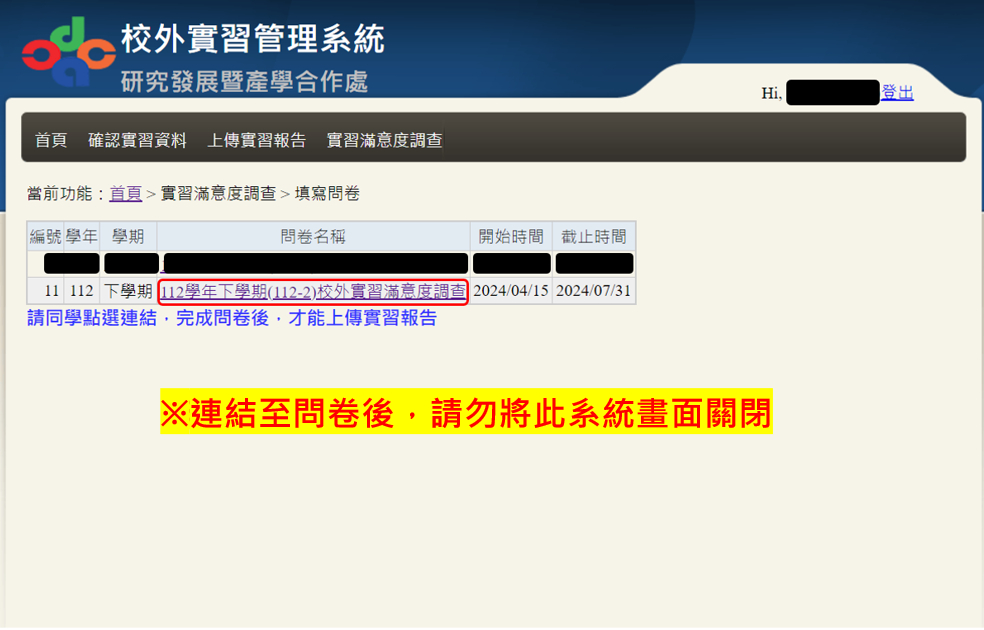 校外實習管理系統
研究發展暨產學合作處
Hi, 登出
首頁 確認實習資料 上傳實習報告 實習滿意度調查
當前功能：首頁 > 實習滿意度調查 > 填寫問卷
編號 學年 學期 問卷名稱 開始時間 截止時間
11 112 下學期 112學年下學期(112-2)校外實習滿意度調查 2024/04/15 2024/07/31
請同學點選連結，完成問卷後，才能上傳實習報告
※連結至問卷後，請勿將此系統畫面關閉